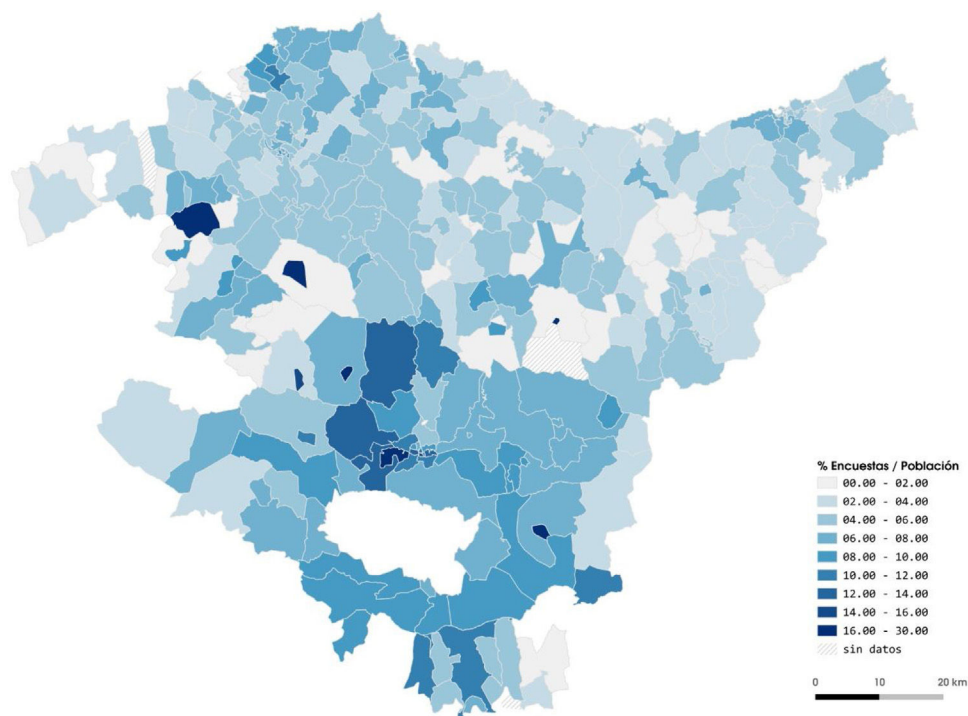 % Encuestas / Población
00.00 - 02.00
02.00 - 04.00
04.00 - 06.00
06.00 - 08.00
08.00 - 10.00
10.00 - 12.00
12.00 - 14.00
14.00 - 16.00
16.00 - 30.00
sin datos
0 10 20 km